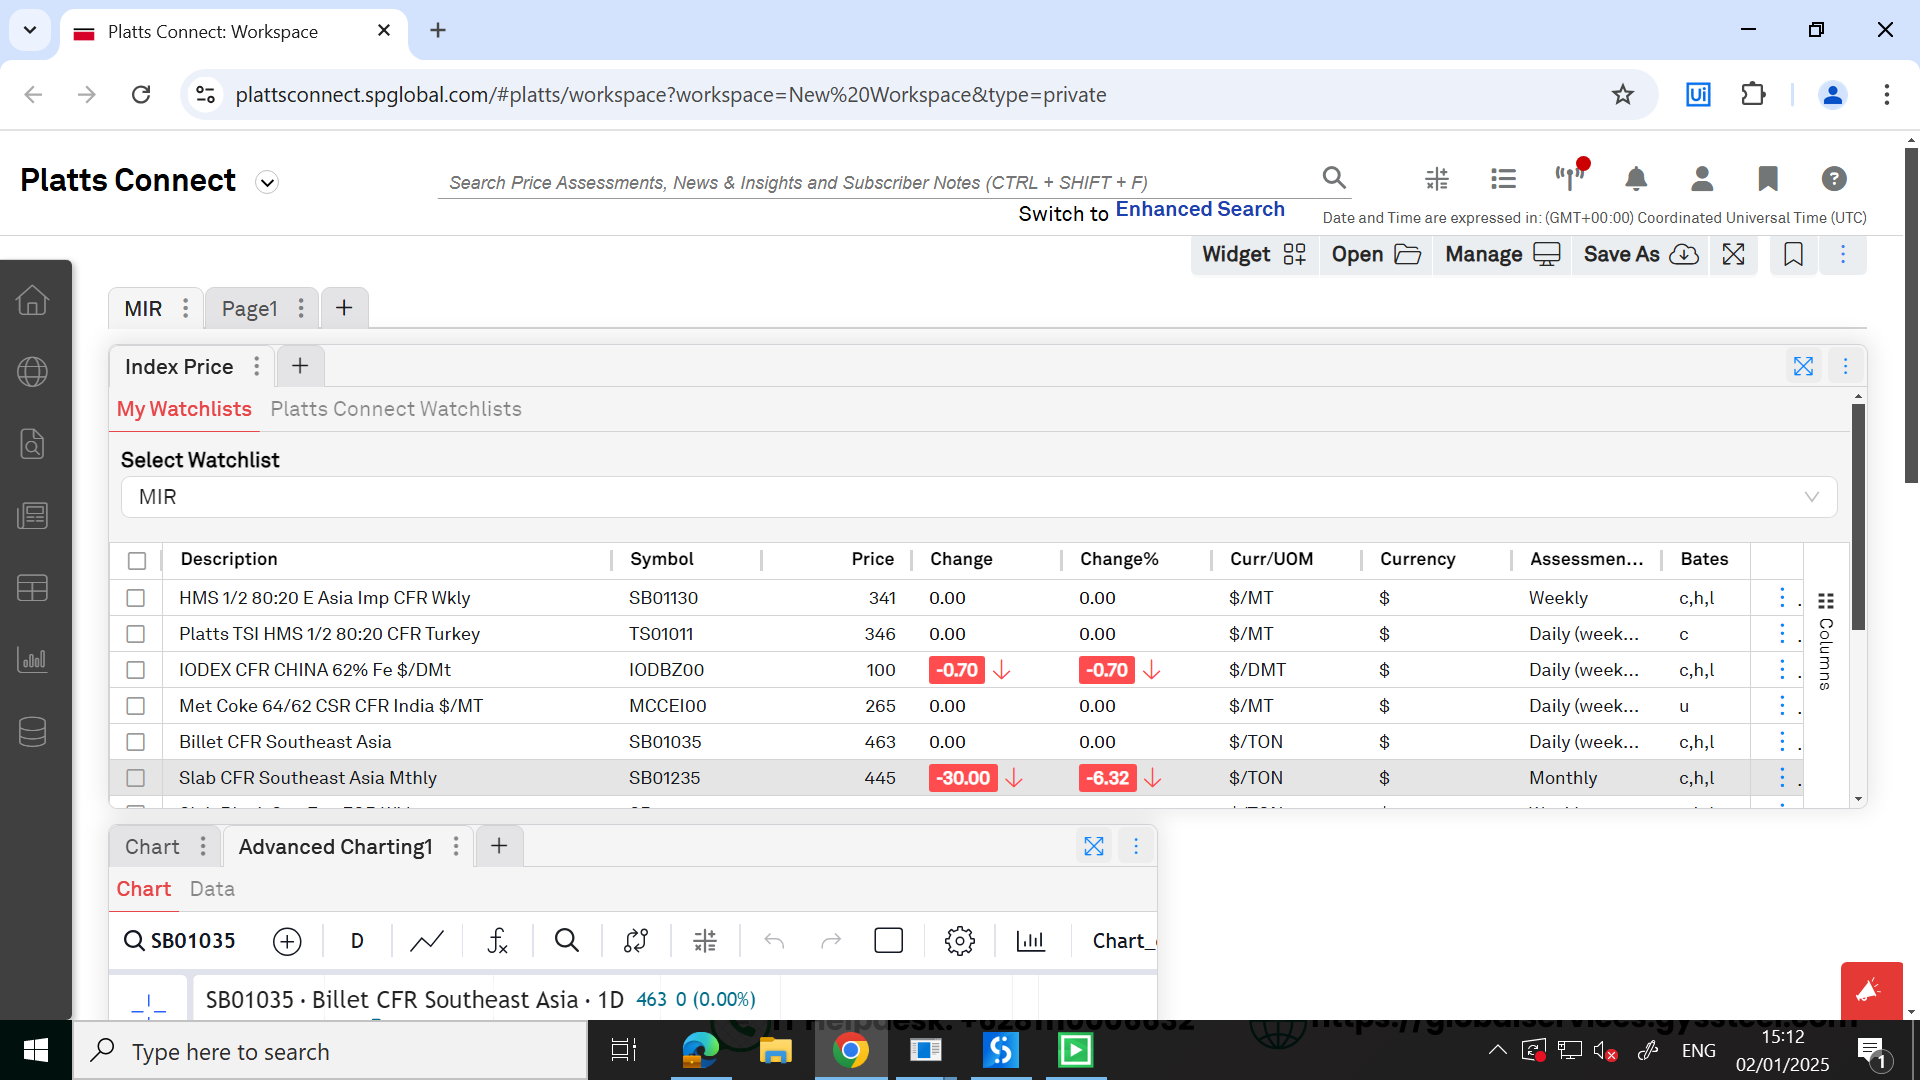 Platts Connect: Workspace
plattsconnect.spglobal.com/#platts/workspace?workspace=New%20Workspace&type=private
Platts Connect
Search Price Assessments, News & Insights and Subscriber Notes (CTRL + SHIFT + F)
Switch to Enhanced Search
Date and Time are expressed in: (GMT+00:00) Coordinated Universal Time (UTC)
Widget Open Manage Save As
MIR Page1
Index Price
My Watchlists Platts Connect Watchlists
Select Watchlist
MIR
Description Symbol Price Change Change% Curr/UOM Currency Assessmen... Bates
HMS 1/2 80:20 E Asia Imp CFR Wkly SB01130 341 0.00 0.00 $/MT $ Weekly c,h,l
Platts TSI HMS 1/2 80:20 CFR Turkey TS01011 346 0.00 0.00 $/MT $ Daily (week... c
IODEX CFR CHINA 62% Fe $/DMt IODBZ00 100 -0.70 -0.70 $/DMT $ Daily (week... c,h,l
Met Coke 64/62 CSR CFR India $/MT MCCEI00 265 0.00 0.00 $/MT $ Daily (week... u
Billet CFR Southeast Asia SB01035 463 0.00 0.00 $/TON $ Daily (week... c,h,l
Slab CFR Southeast Asia Mthly SB01235 445 -30.00 -6.32 $/TON $ Monthly c,h,l
Columns
Chart Advanced Charting1
Chart Data
SB01035 D Chart_
SB01035 · Billet CFR Southeast Asia · 1D 463 0 (0.00%)
Type here to search
ENG
15:12
02/01/2025
1